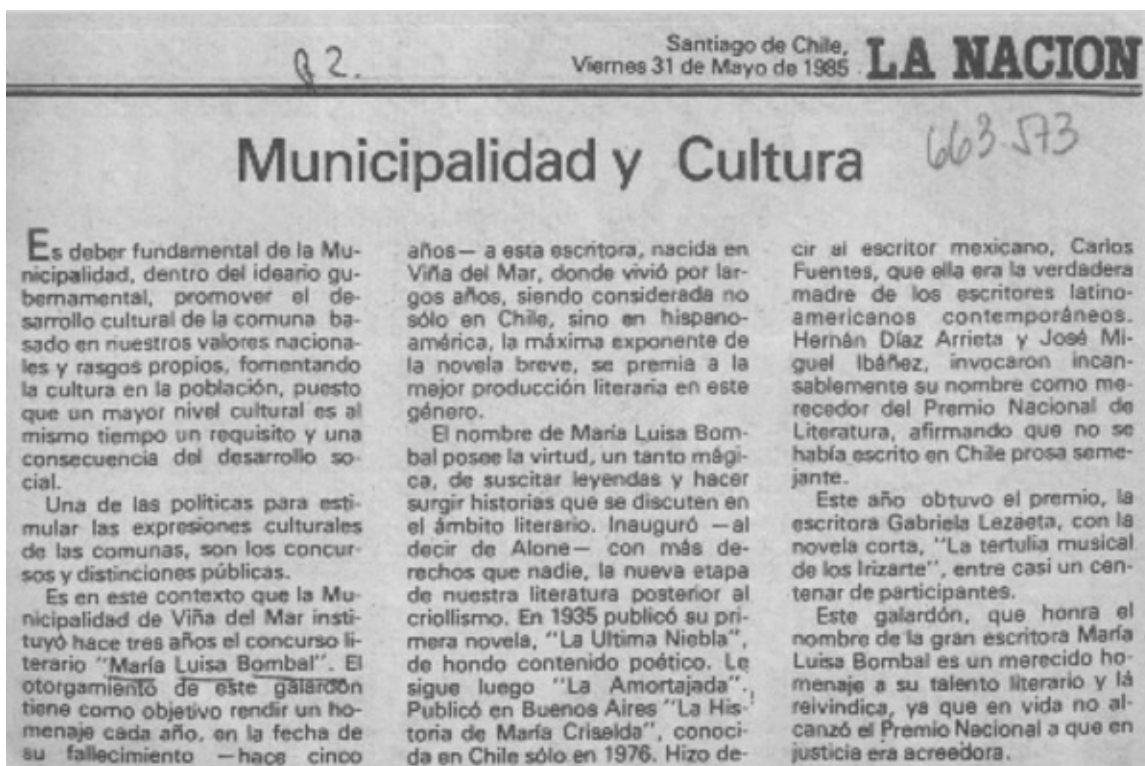 Q 2.
Santiago de Chile,
Viernes 31 de Mayo de 1985
LA NACION
663.573
Municipalidad y Cultura
Es deber fundamental de la Mu-
nicipalidad, dentro del ideario gu-
bernamental, promover el de-
sarrollo cultural de la comuna ba-
sado en nuestros valores naciona-
les y rasgos propios, fomentando
la cultura en la población, puesto
que un mayor nivel cultural es al
mismo tiempo un requisito y una
consecuencia del desarrollo so-
cial.
Una de las políticas para esti-
mular las expresiones culturales
de las comunas, son los concur-
sos y distinciones públicas.
Es en este contexto que la Mu-
nicipalidad de Viña del Mar insti-
tuyó hace tres años el concurso li-
terario "María Luisa Bombal". El
otorgamiento de este galardón
tiene como objetivo rendir un ho-
menaje cada año, en la fecha de
su fallecimiento —hace cinco
años— a esta escritora, nacida en
Viña del Mar, donde vivió por lar-
gos años, siendo considerada no
sólo en Chile, sino en hispano-
américa, la máxima exponente de
la novela breve, se premia a la
mejor producción literaria en este
género.
El nombre de María Luisa Bom-
bal posee la virtud, un tanto mági-
ca, de suscitar leyendas y hacer
surgir historias que se discuten en
el ámbito literario. Inauguró —al
decir de Alone— con más de-
rechos que nadie, la nueva etapa
de nuestra literatura posterior al
criollismo. En 1935 publicó su pri-
mera novela, "La Ultima Niebla",
de hondo contenido poético. Le
sigue luego "La Amortajada".
Publicó en Buenos Aires "La His-
toria de María Criselda", conoci-
da en Chile sólo en 1976. Hizo de-
cir al escritor mexicano, Carlos
Fuentes, que ella era la verdadera
madre de los escritores latino-
americanos contemporáneos.
Hernán Díaz Arrieta y José Mi-
guel Ibáñez, invocaron incan-
sablemente su nombre como me-
recedor del Premio Nacional de
Literatura, afirmando que no se
había escrito en Chile prosa seme-
jante.
Este año obtuvo el premio, la
escritora Gabriela Lezaeta, con la
novela corta, "La tertulia musical
de los Irizarte", entre casi un cen-
tenar de participantes.
Este galardón, que honra el
nombre de la gran escritora María
Luisa Bombal es un merecido ho-
menaje a su talento literario y lá
reivindica, ya que en vida no al-
canzó el Premio Nacional a que en
justicia era acreedora.